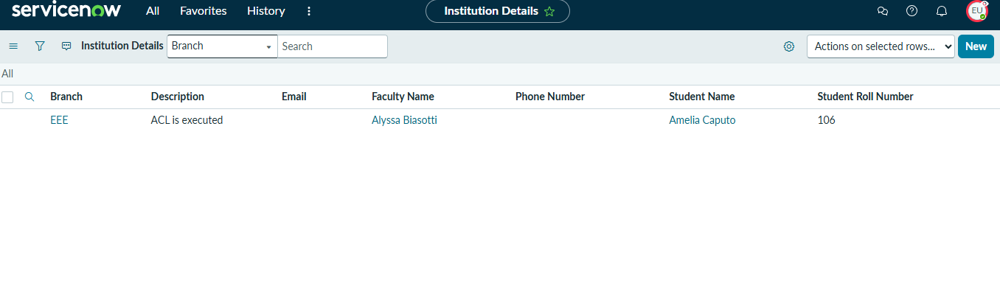 servicenow All Favorites History Institution Details EU
Institution Details Branch Search Actions on selected rows... New
All
Branch Description Email Faculty Name Phone Number Student Name Student Roll Number
EEE ACL is executed Alyssa Biasotti Amelia Caputo 106